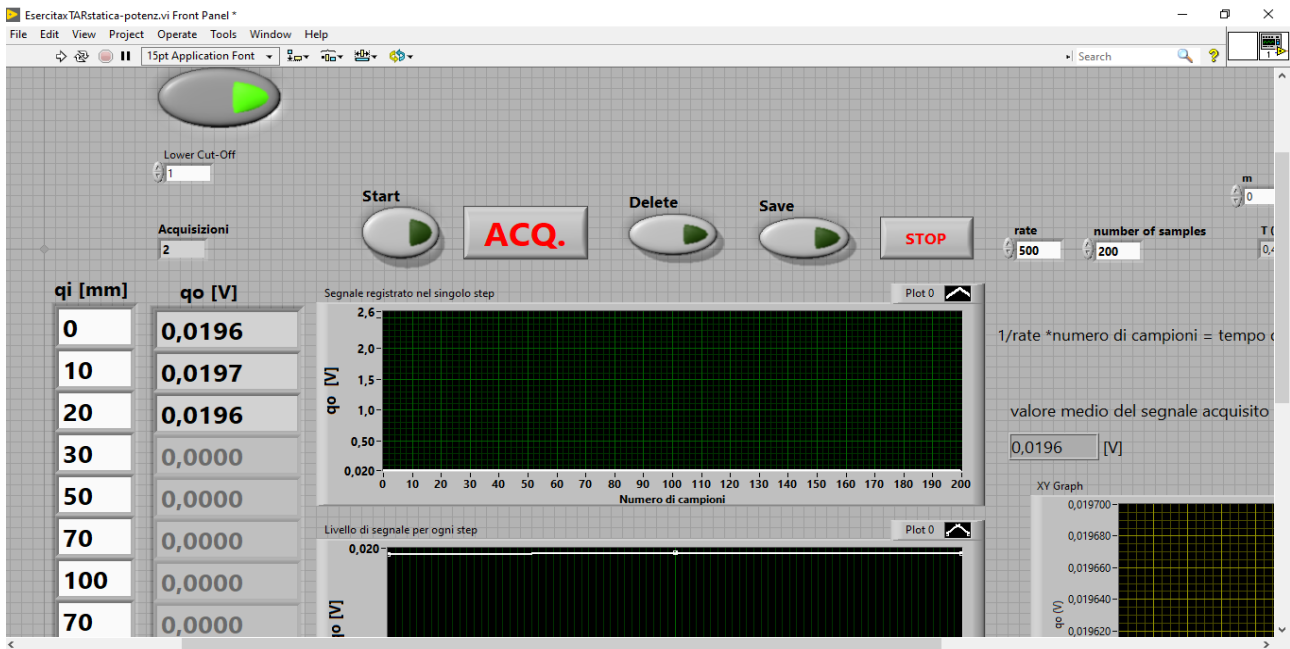 EsercitaxTARstatica-potenz.vi Front Panel *
File Edit View Project Operate Tools Window Help
15pt Application Font
Search
1
Lower Cut-Off
1
Acquisizioni
2
Start
ACQ.
Delete
Save
STOP
m
0
rate
500
number of samples
200
qi [mm]
qo [V]
0
0,0196
10
0,0197
20
0,0196
30
0,0000
50
0,0000
70
0,0000
100
0,0000
70
0,0000
Segnale registrato nel singolo step
Plot 0
qo [V]
2,6
2,0
1,5
1,0
0,50
0,020
0 10 20 30 40 50 60 70 80 90 100 110 120 130 140 150 160 170 180 190 200
Numero di campioni
Livello di segnale per ogni step
Plot 0
0,020
qo [V]
1/rate *numero di campioni = tempo
valore medio del segnale acquisito
0,0196 [V]
XY Graph
0,019700
0,019680
0,019660
0,019640
0,019620
qo (V)